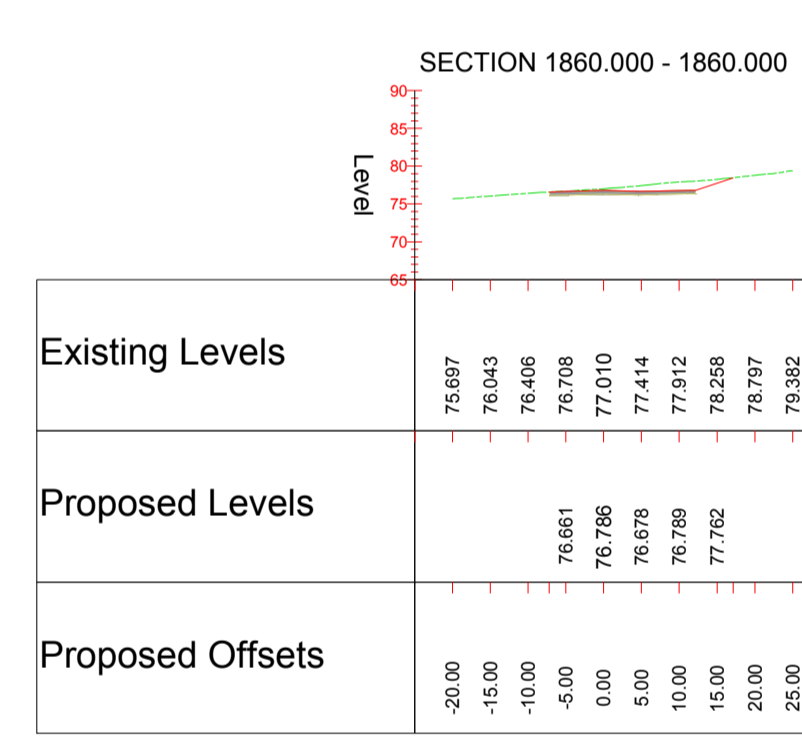 SECTION 1860.000 - 1860.000
90
85
80
75
70
65
Level
Existing Levels
75.697 76.043 76.406 76.708 77.010 77.414 77.912 78.258 78.797 79.382
Proposed Levels
76.661 76.786 76.678 76.789 77.762
Proposed Offsets
-20.00 -15.00 -10.00 -5.00 0.00 5.00 10.00 15.00 20.00 25.00